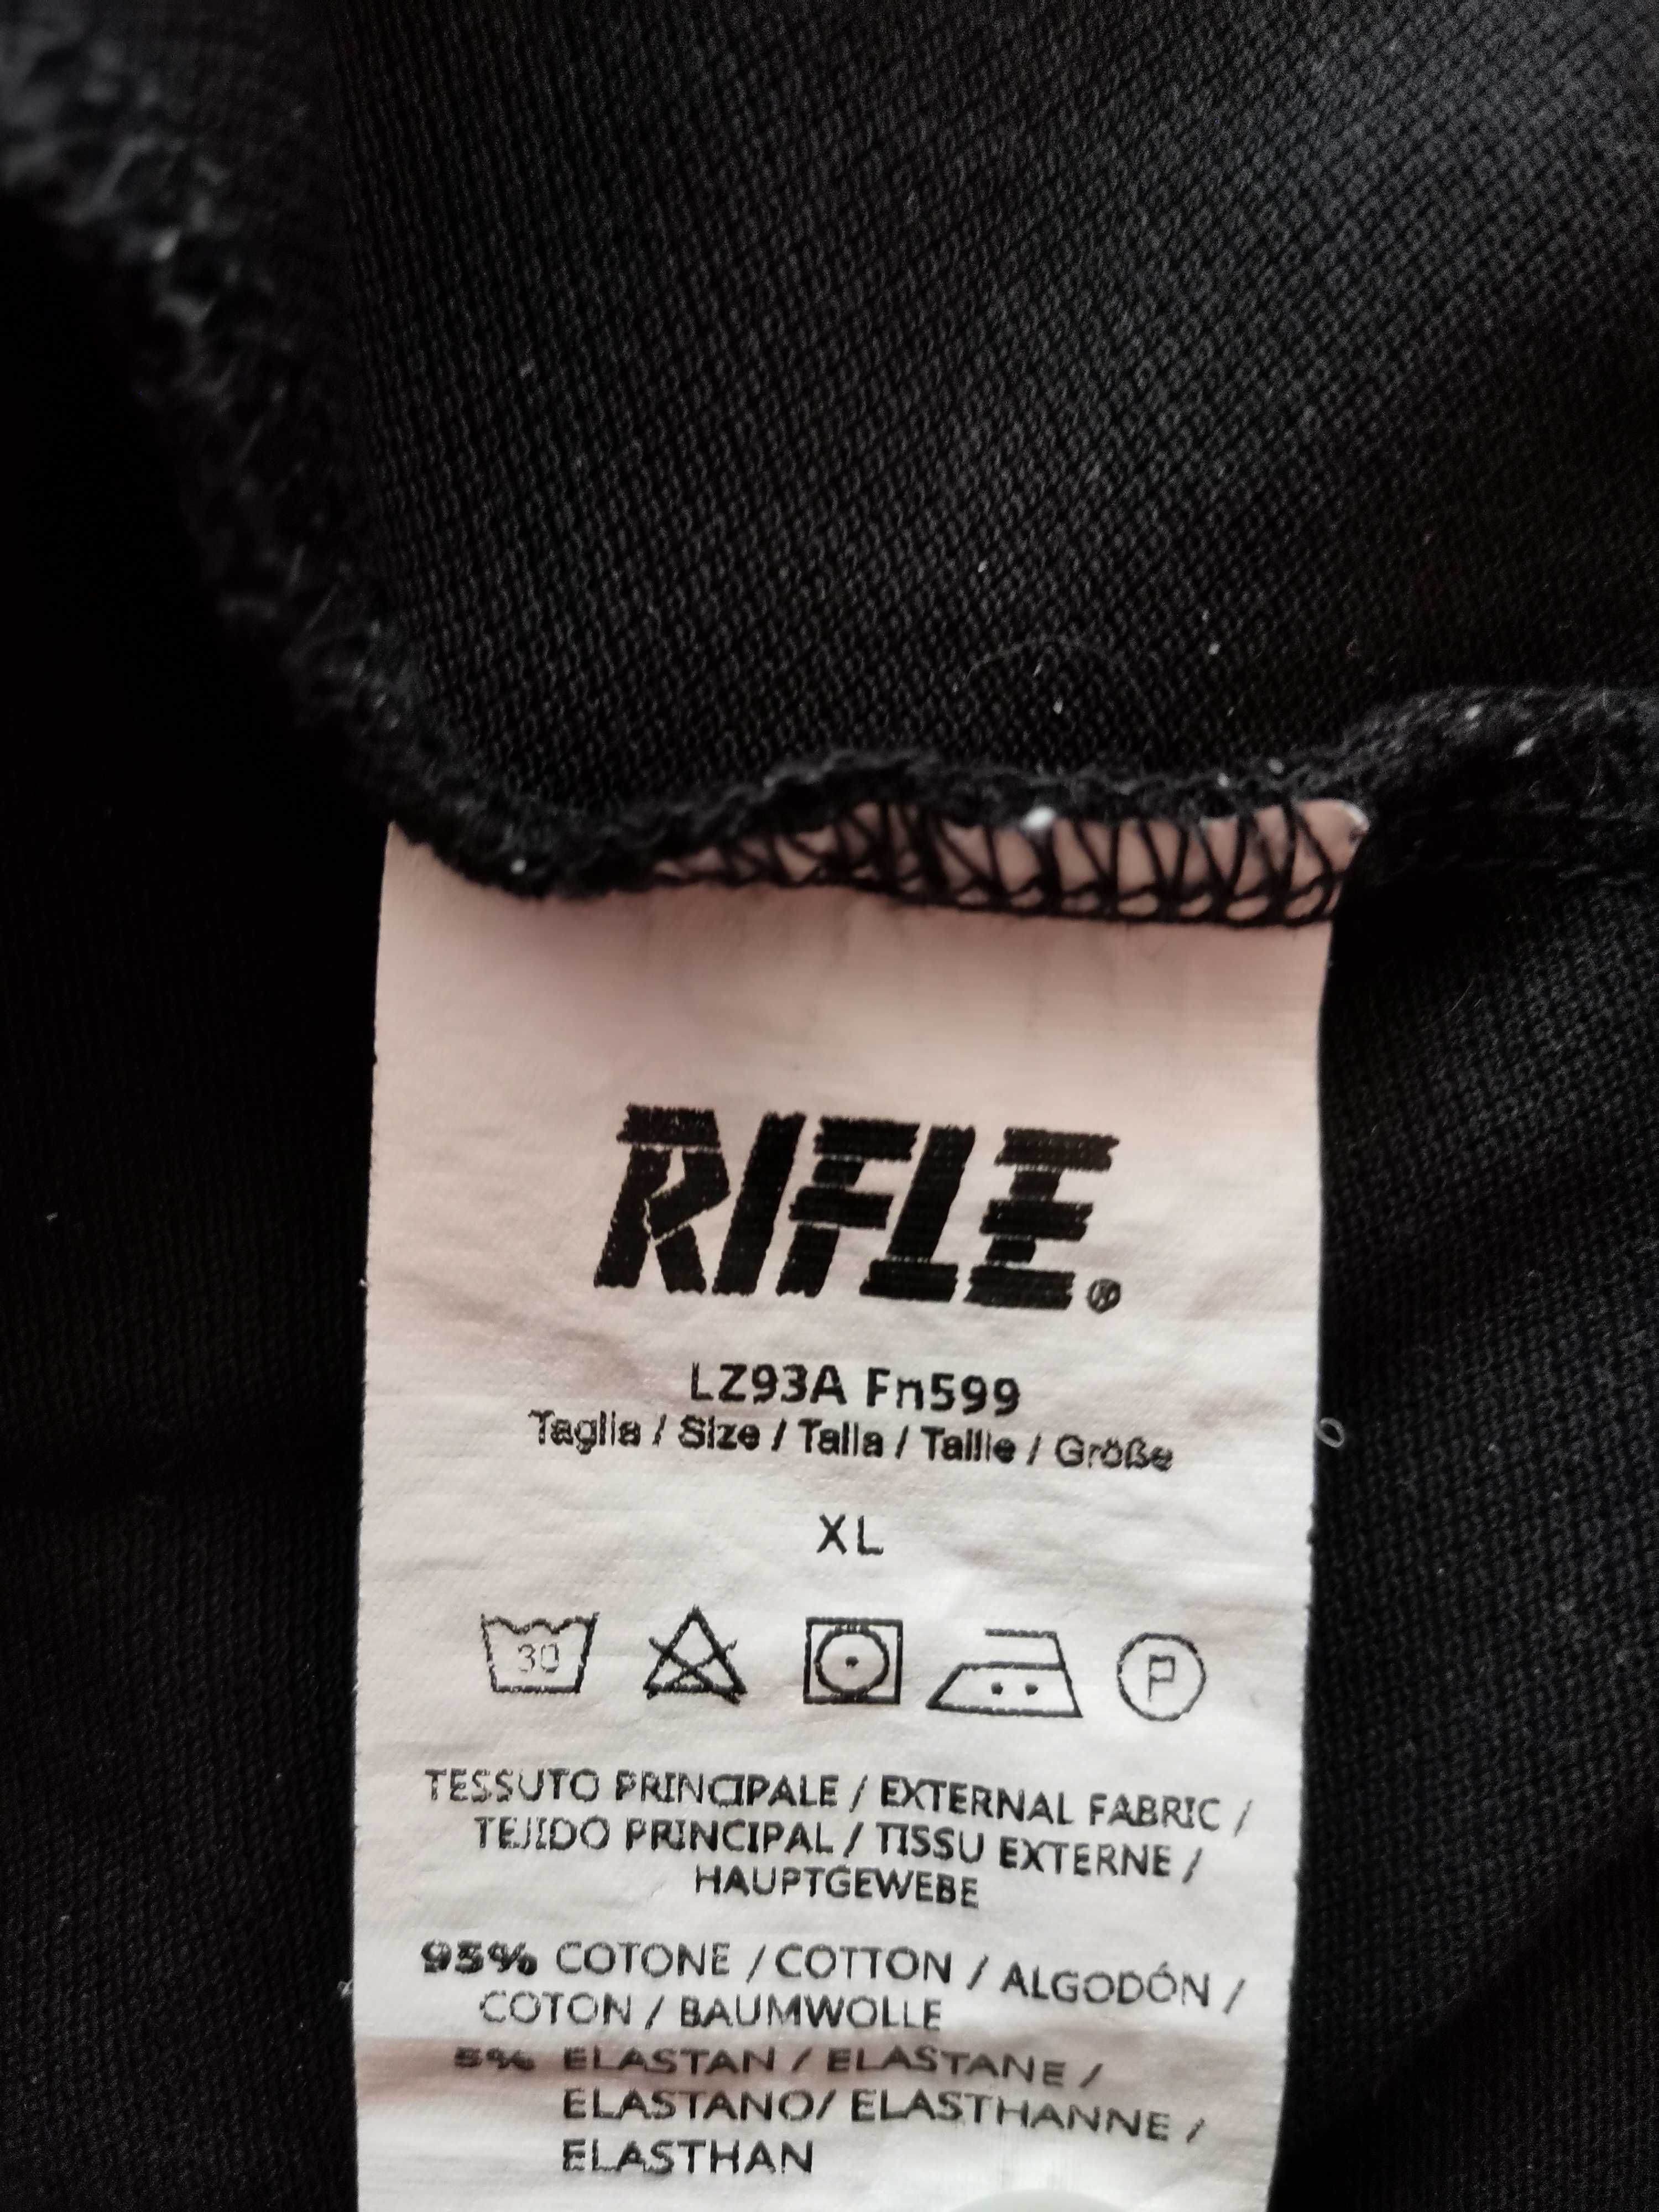 RIFLE®
LZ93A Fn599
Taglia / Size / Talla / Taille / Größe
XL
30 P
TESSUTO PRINCIPALE / EXTERNAL FABRIC /
TEJIDO PRINCIPAL / TISSU EXTERNE /
HAUPTGEWEBE
95% COTONE / COTTON / ALGODÓN /
COTON / BAUMWOLLE
5% ELASTAN / ELASTANE /
ELASTANO/ ELASTHANNE /
ELASTHAN